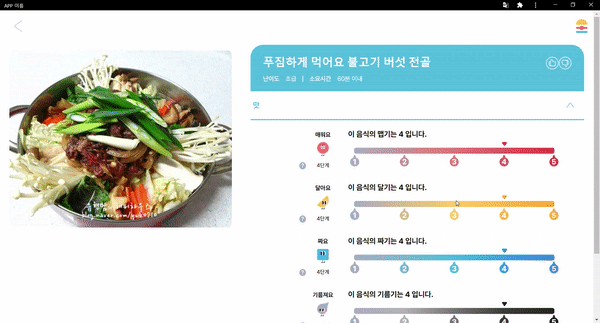 APP 이름
푸짐하게 먹어요 불고기 버섯 전골
난이도 초급 | 소요시간 60분 이내
맛
매워요
이 음식의 맵기는 4 입니다.
? 4단계
1 2 3 4 5
달아요
이 음식의 달기는 4 입니다.
? 4단계
1 2 3 4 5
짜요
이 음식의 짜기는 4 입니다.
? 4단계
1 2 3 4 5
기름져요
이 음식의 기름기는 4 입니다.
1 2 3 4 5